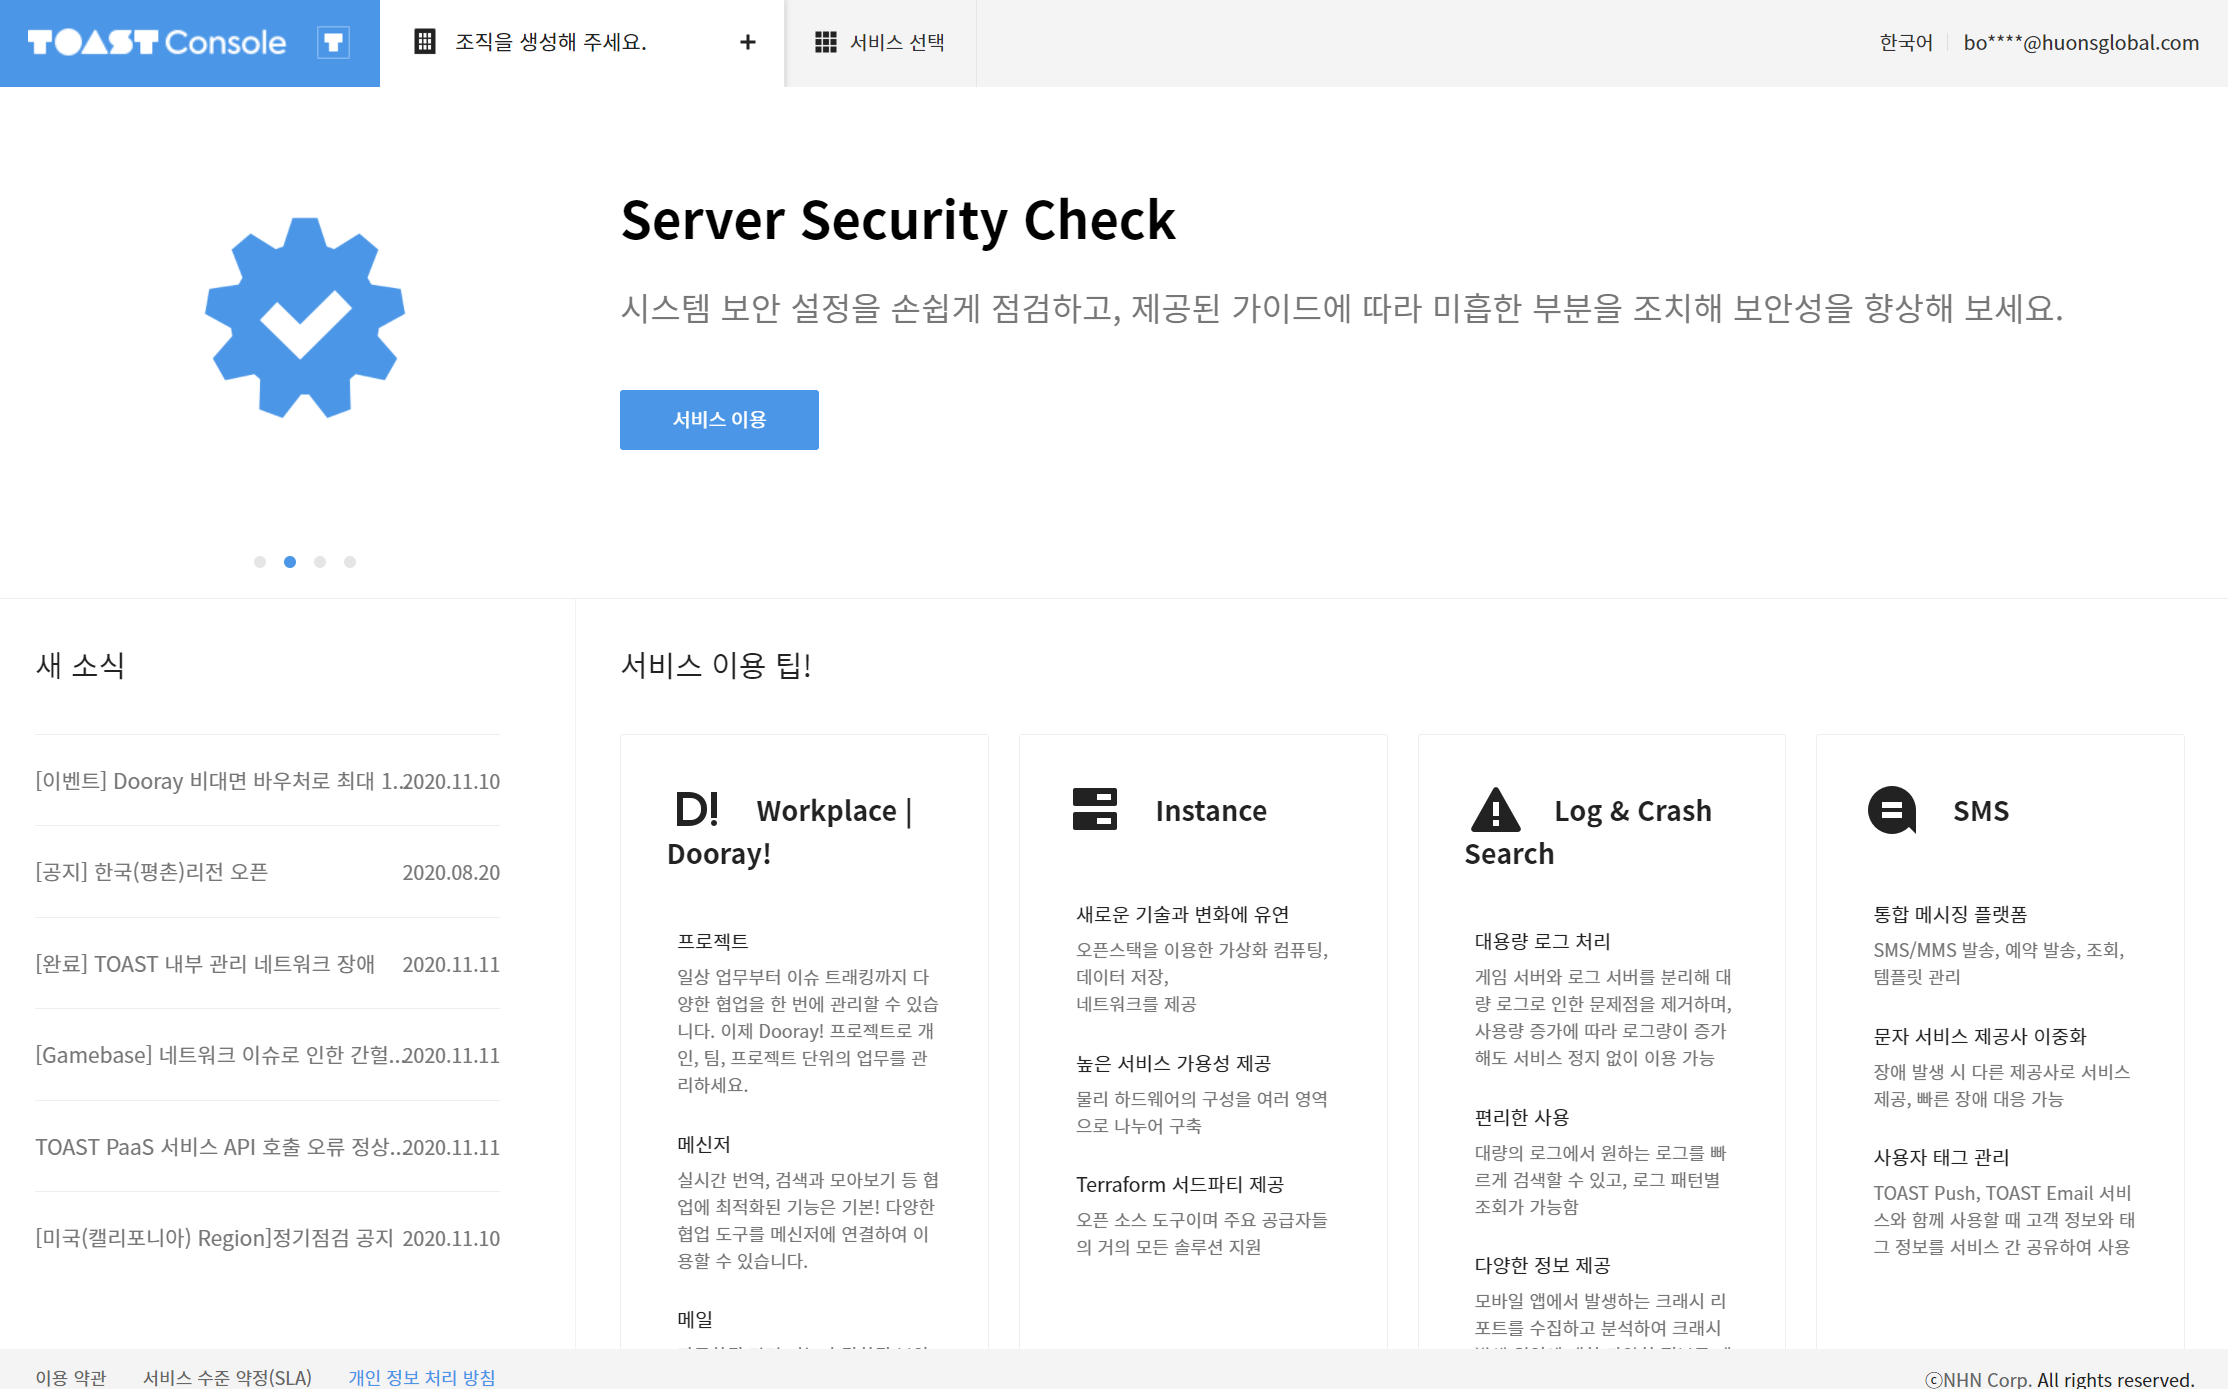 TOAST Console
조직을 생성해 주세요.
서비스 선택
한국어
bo****@huonsglobal.com
Server Security Check
시스템 보안 설정을 손쉽게 점검하고, 제공된 가이드에 따라 미흡한 부분을 조치해 보안성을 향상해 보세요.
서비스 이용
새 소식
[이벤트] Dooray 비대면 바우처로 최대 1... 2020.11.10
[공지] 한국(평촌)리전 오픈 2020.08.20
[완료] TOAST 내부 관리 네트워크 장애 2020.11.11
[Gamebase] 네트워크 이슈로 인한 간헐... 2020.11.11
TOAST PaaS 서비스 API 호출 오류 정상... 2020.11.11
[미국(캘리포니아) Region]정기점검 공지 2020.11.10
서비스 이용 팁!
D! Workplace |
Dooray!
프로젝트
일상 업무부터 이슈 트래킹까지 다
양한 협업을 한 번에 관리할 수 있습
니다. 이제 Dooray! 프로젝트로 개
인, 팀, 프로젝트 단위의 업무를 관
리하세요.
메신저
실시간 번역, 검색과 모아보기 등 협
업에 최적화된 기능은 기본! 다양한
협업 도구를 메신저에 연결하여 이
용할 수 있습니다.
메일
Instance
새로운 기술과 변화에 유연
오픈스택을 이용한 가상화 컴퓨팅,
데이터 저장,
네트워크를 제공
높은 서비스 가용성 제공
물리 하드웨어의 구성을 여러 영역
으로 나누어 구축
Terraform 서드파티 제공
오픈 소스 도구이며 주요 공급자들
의 거의 모든 솔루션 지원
Log & Crash
Search
대용량 로그 처리
게임 서버와 로그 서버를 분리해 대
량 로그로 인한 문제점을 제거하며,
사용량 증가에 따라 로그량이 증가
해도 서비스 정지 없이 이용 가능
편리한 사용
대량의 로그에서 원하는 로그를 빠
르게 검색할 수 있고, 로그 패턴별
조회가 가능함
다양한 정보 제공
모바일 앱에서 발생하는 크래시 리
포트를 수집하고 분석하여 크래시
SMS
통합 메시징 플랫폼
SMS/MMS 발송, 예약 발송, 조회,
템플릿 관리
문자 서비스 제공사 이중화
장애 발생 시 다른 제공사로 서비스
제공, 빠른 장애 대응 가능
사용자 태그 관리
TOAST Push, TOAST Email 서비
스와 함께 사용할 때 고객 정보와 태
그 정보를 서비스 간 공유하여 사용
이용 약관
서비스 수준 약정(SLA)
개인 정보 처리 방침
ⓒNHN Corp. All rights reserved.